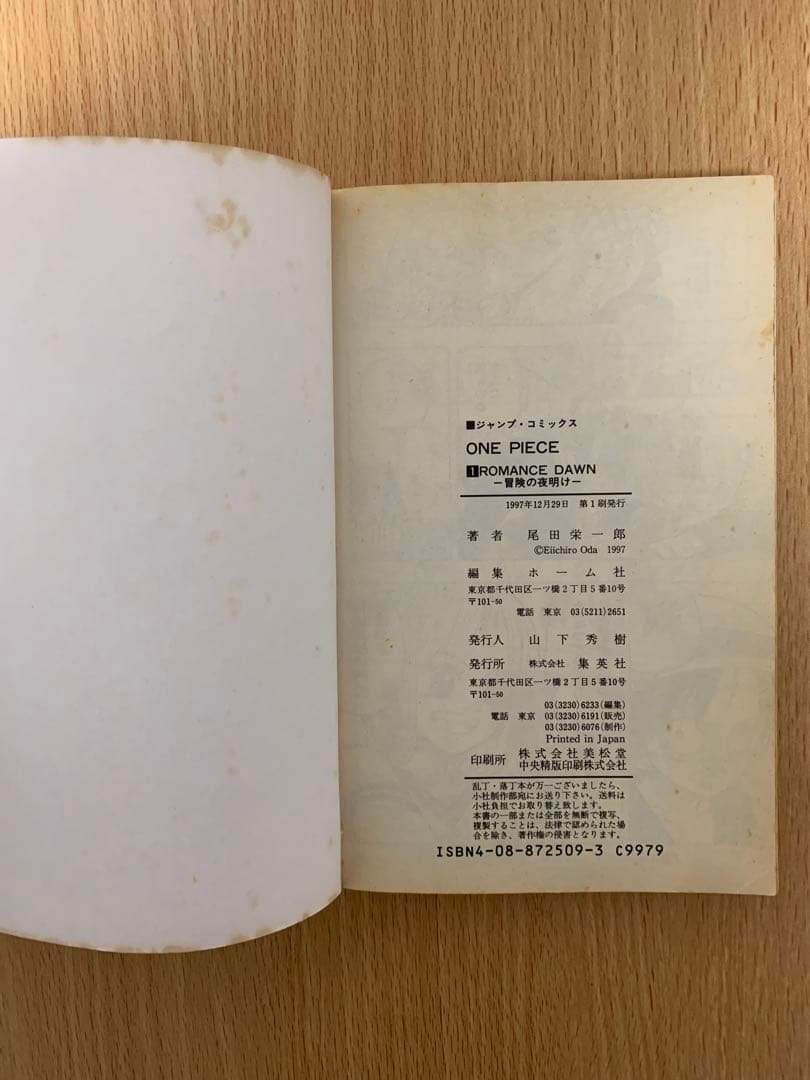 ■ジャンプ・コミックス
ONE PIECE
1 ROMANCE DAWN
―冒険の夜明け―
1997年12月29日 第1刷発行
著者 尾田栄一郎
©Eiichiro Oda 1997
編集 ホーム社
東京都千代田区一ツ橋2丁目5番10号
〒101-50
電話 東京 03(5211)2651
発行人 山下秀樹
発行所 株式会社 集英社
東京都千代田区一ツ橋2丁目5番10号
〒101-50
03(3230)6233(編集)
電話 東京 03(3230)6191(販売)
03(3230)6076(制作)
Printed in Japan
印刷所 株式会社美松堂
中央精版印刷株式会社
乱丁・落丁本が万一ございましたら、
小社制作部宛にお送り下さい。送料は
小社負担でお取り替え致します。
本書の一部または全部を無断で複写、
複製することは、法律で認められた場
合を除き、著作権の侵害となります。
ISBN4-08-872509-3 C9979